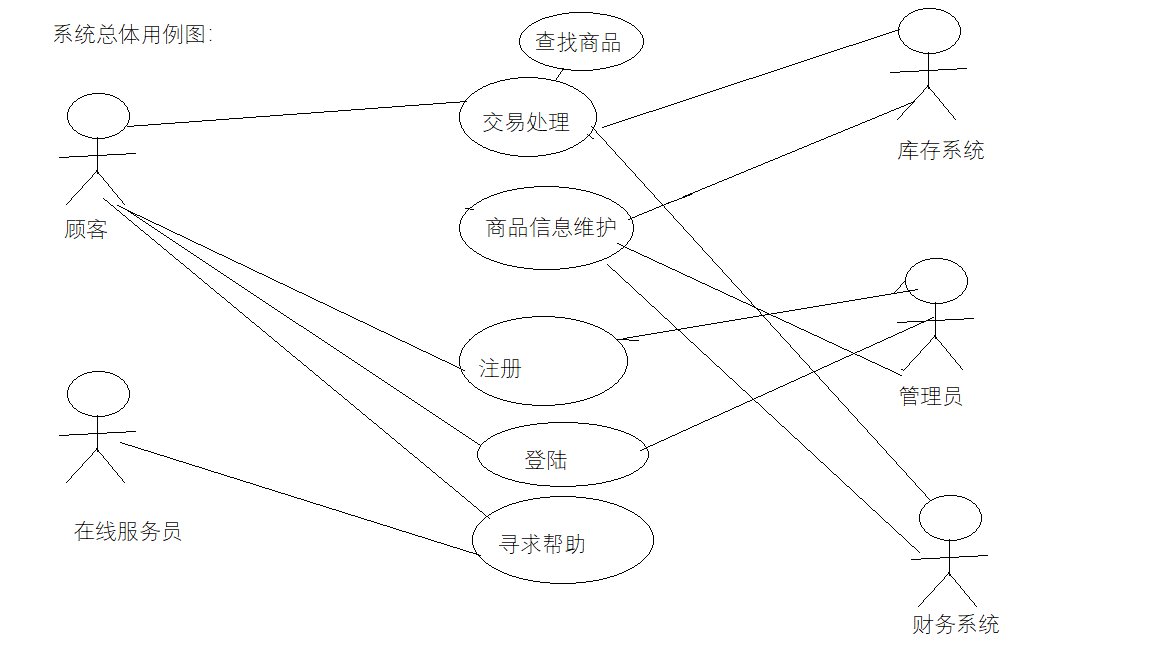 系统总体用例图:
查找商品
交易处理
库存系统
商品信息维护
顾客
注册
管理员
登陆
在线服务员
寻求帮助
财务系统